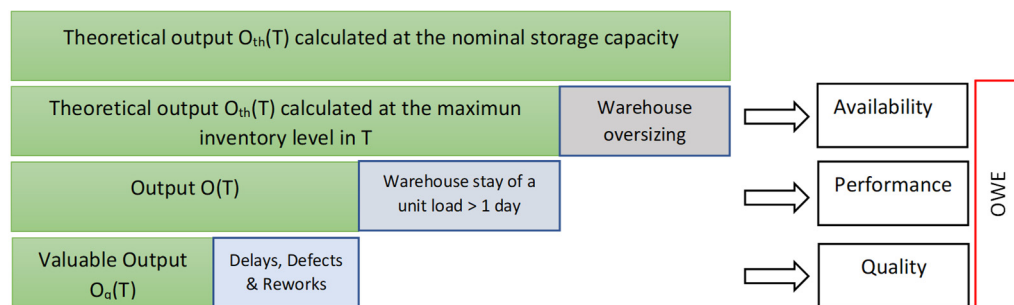 Theoretical output Oth(T) calculated at the nominal storage capacity
Theoretical output Oth(T) calculated at the maximun
inventory level in T
Warehouse
oversizing
Availability
Output O(T)
Warehouse stay of a
unit load > 1 day
Performance
Valuable Output
Oq(T)
Delays, Defects
& Reworks
Quality
OWE